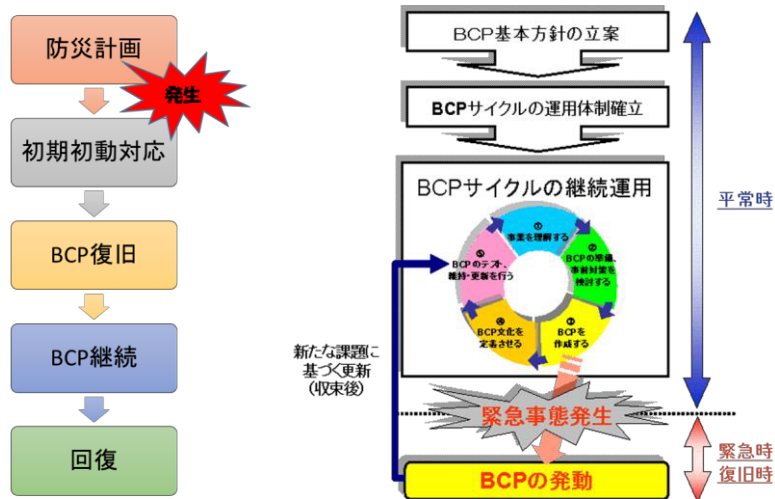 防災計画
発生
初期初動対応
BCP復旧
BCP継続
回復
BCP基本方針の立案
BCPサイクルの運用体制確立
BCPサイクルの継続運用
①
事業を理解する
②
BCPの準備、
事前対策を
検討する
③
BCPを
作成する
④
BCP文化を
定着させる
⑤
BCPのテスト、
維持・更新を行う
新たな課題に
基づく更新
(収束後)
緊急事態発生
BCPの発動
平常時
緊急時
復旧時